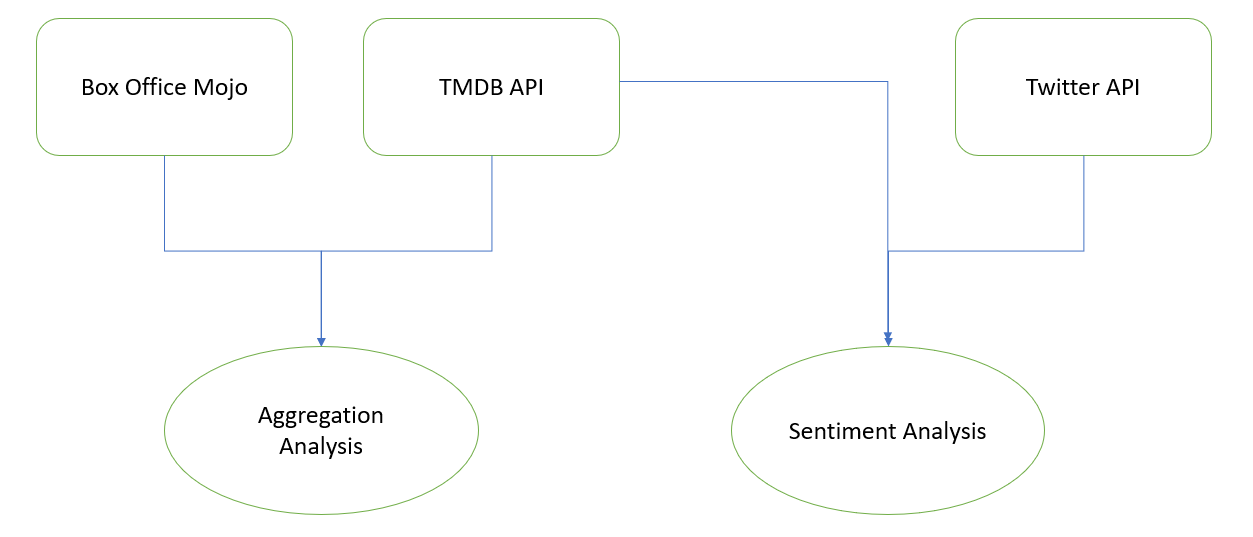 Box Office Mojo
TMDB API
Twitter API
Aggregation
Analysis
Sentiment Analysis